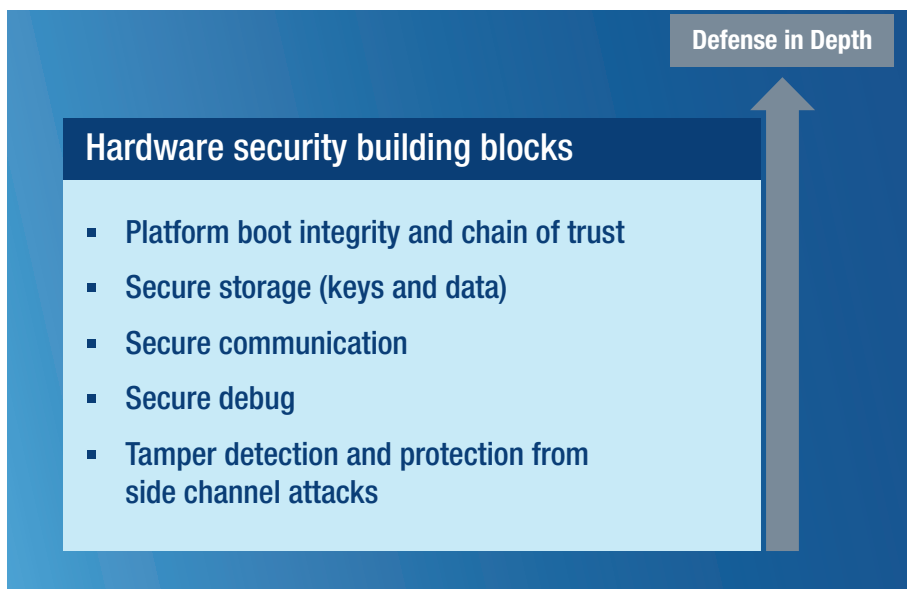 Defense in Depth
Hardware security building blocks
▪ Platform boot integrity and chain of trust
▪ Secure storage (keys and data)
▪ Secure communication
▪ Secure debug
▪ Tamper detection and protection from
side channel attacks